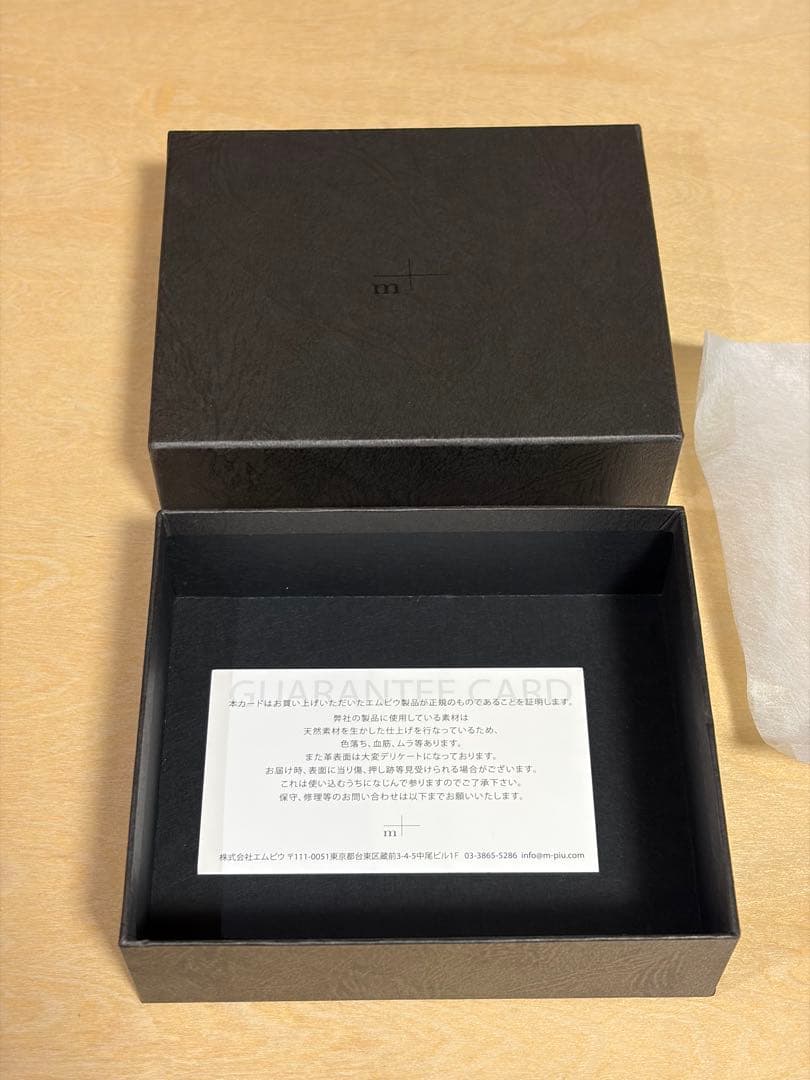 m+
GUARANTEE CARD
本カードはお買い上げいただいたエムピウ製品が正規のものであることを証明します。
弊社の製品に使用している素材は
天然素材を生かした仕上げを行なっているため、
色落ち、血筋、ムラ等あります。
また革表面は大変デリケートになっております。
お届け時、表面に当り傷、押し跡等見受けられる場合がございます。
これは使い込むうちになじんで参りますのでご了承下さい。
保守、修理等のお問い合わせは以下までお願いいたします。
m+
株式会社エムピウ 〒111-0051東京都台東区蔵前3-4-5中尾ビル1F 03-3865-5286 info@m-piu.com